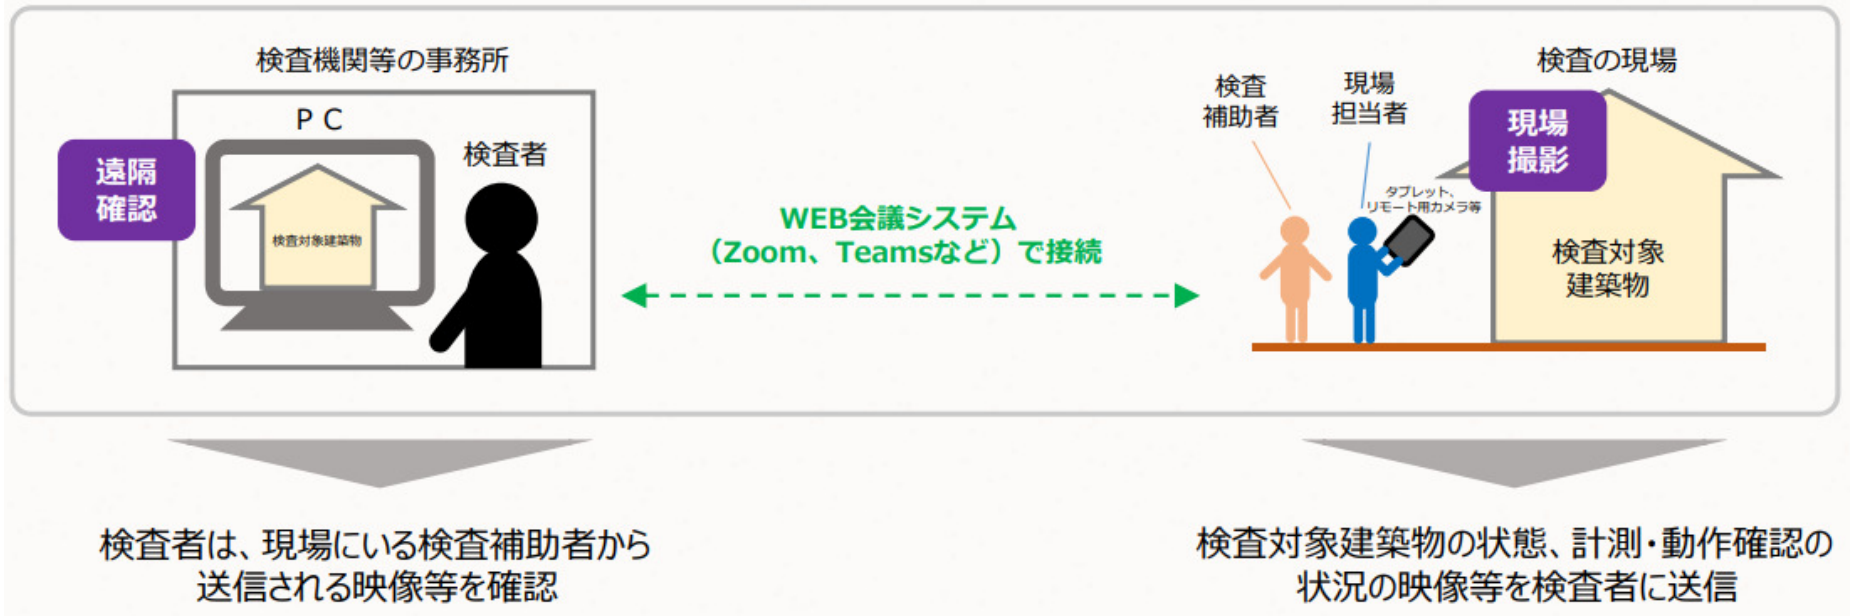 検査機関等の事務所
ＰＣ
遠隔
確認
検査者
検査対象建築物
WEB会議システム
（Zoom、Teamsなど）で接続
検査
補助者
現場
担当者
検査の現場
現場
撮影
タブレット、
リモート用カメラ等
検査対象
建築物
検査者は、現場にいる検査補助者から
送信される映像等を確認
検査対象建築物の状態、計測・動作確認の
状況の映像等を検査者に送信